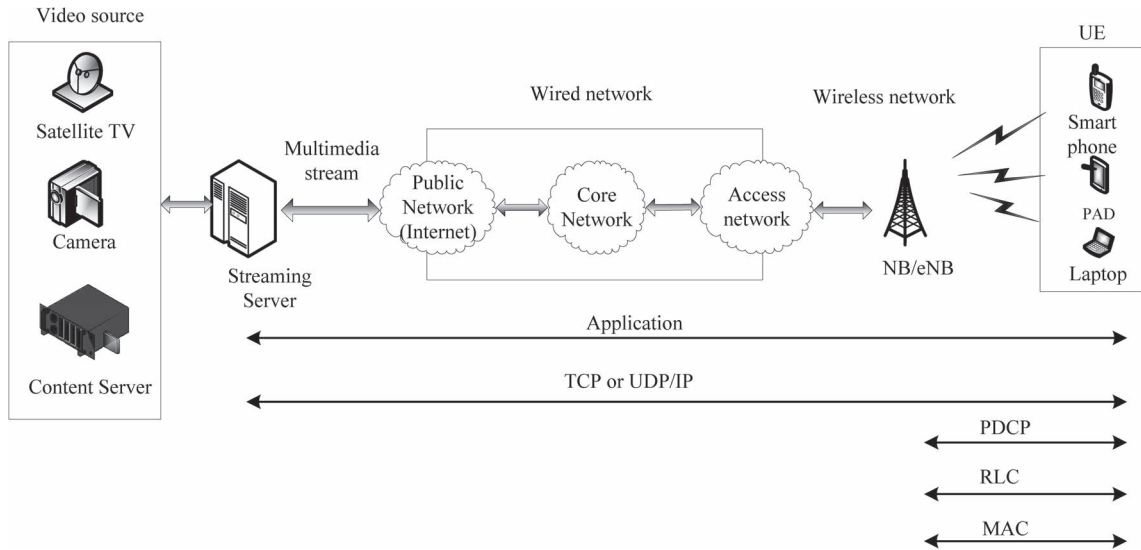 Video source
Satellite TV
Camera
Content Server
Streaming
Server
Multimedia
stream
Wired network
Public
Network
(Internet)
Core
Network
Access
network
Wireless network
NB/eNB
UE
Smart
phone
PAD
Laptop
Application
TCP or UDP/IP
PDCP
RLC
MAC